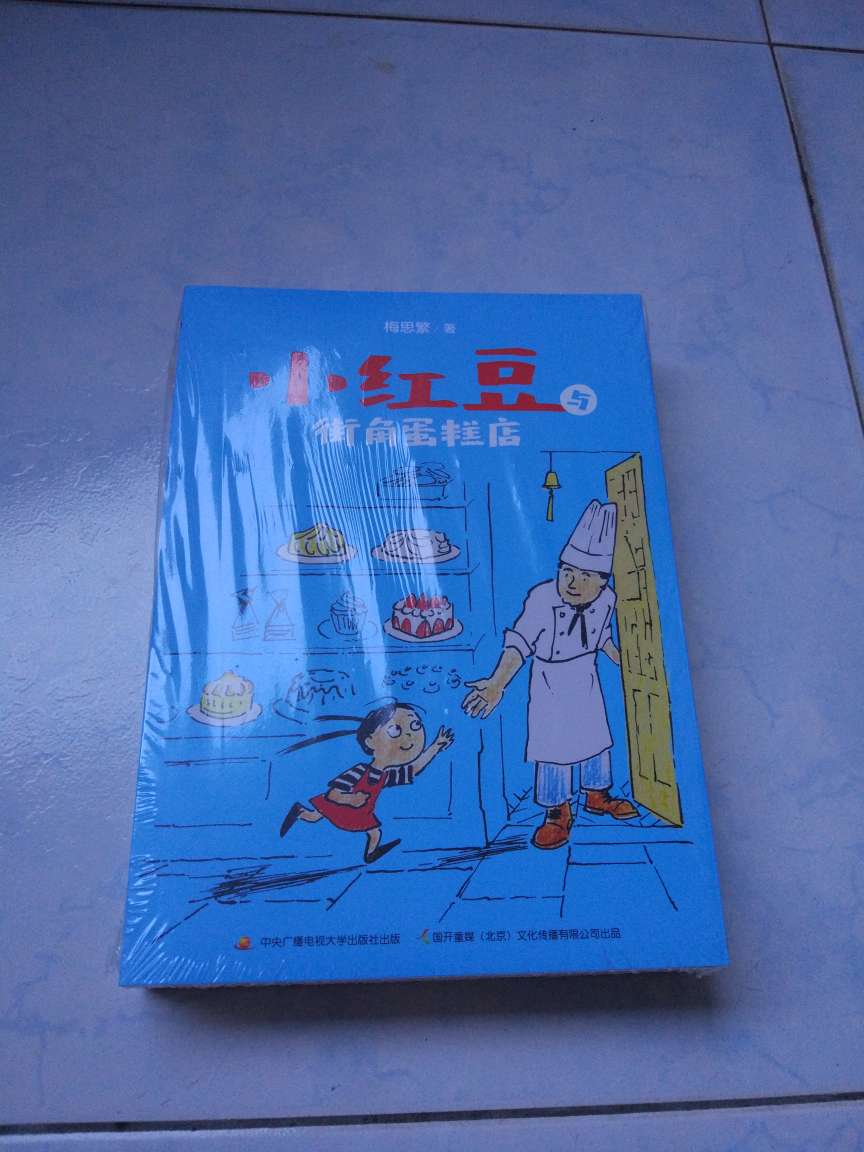 梅思繁/著
小红豆与
街角蛋糕店
中央广播电视大学出版社出版 国开童媒（北京）文化传播有限公司出品